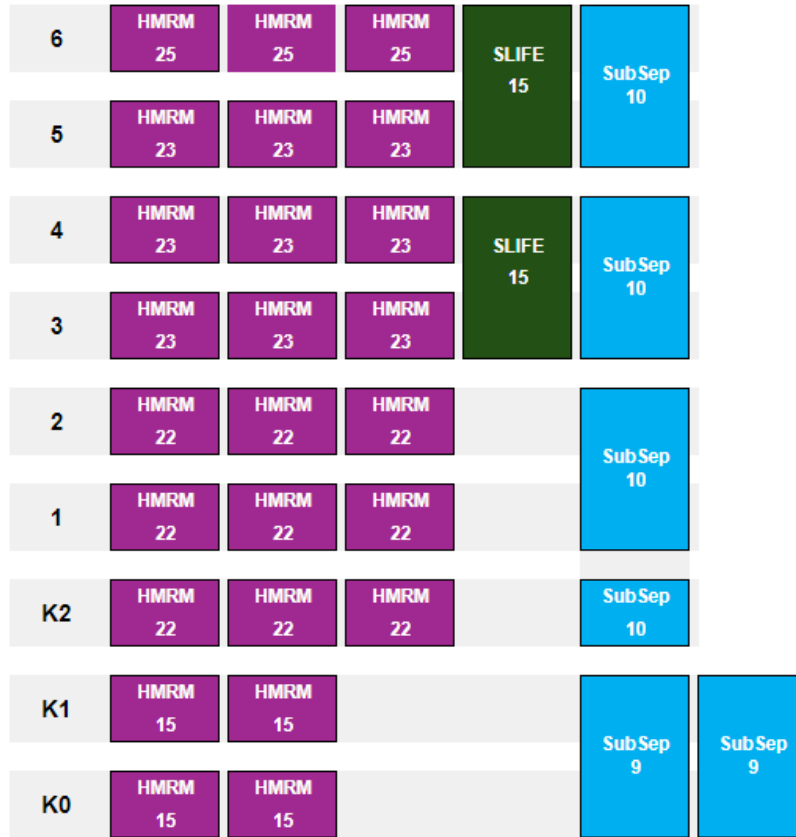 6
HMRM
25
HMRM
25
HMRM
25
SLIFE
15
SubSep
10
5
HMRM
23
HMRM
23
HMRM
23
4
HMRM
23
HMRM
23
HMRM
23
SLIFE
15
SubSep
10
3
HMRM
23
HMRM
23
HMRM
23
2
HMRM
22
HMRM
22
HMRM
22
SubSep
10
1
HMRM
22
HMRM
22
HMRM
22
K2
HMRM
22
HMRM
22
HMRM
22
SubSep
10
K1
HMRM
15
HMRM
15
SubSep
9
SubSep
9
K0
HMRM
15
HMRM
15